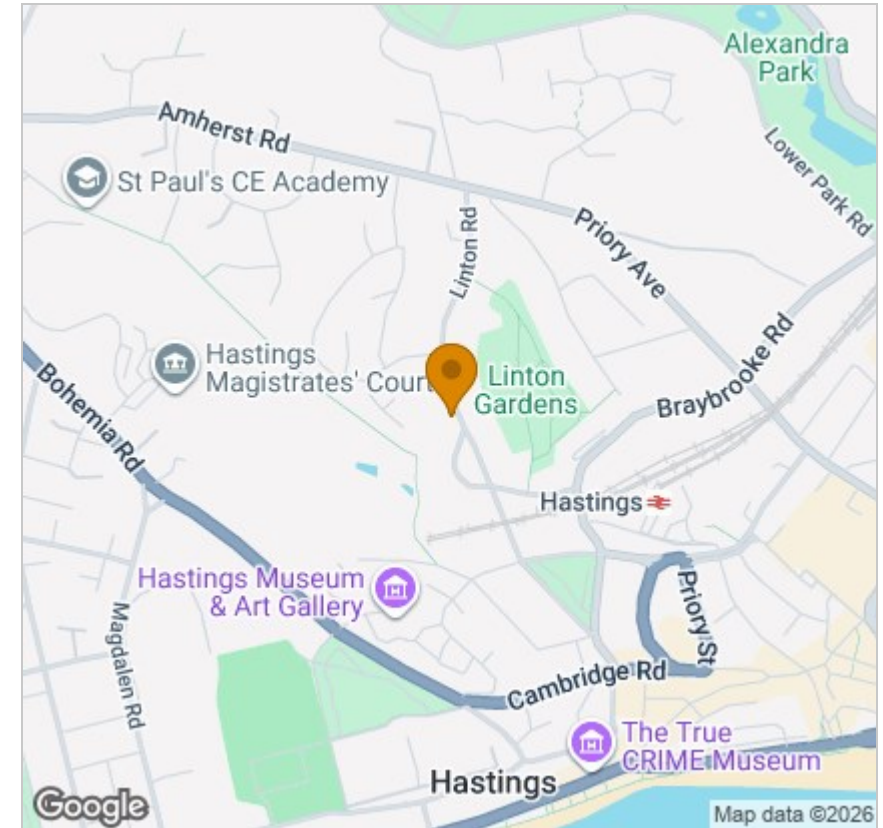 Alexandra
Park
Amherst Rd
Lower Park Rd
St Paul's CE Academy
Linton Rd
Priory Ave
Hastings
Magistrates' Court
Linton
Gardens
Braybrooke Rd
Bohemia Rd
Hastings
Hastings Museum
& Art Gallery
Priory St
Magdalen Rd
Cambridge Rd
The True
CRIME Museum
Hastings
Google
Map data ©2026